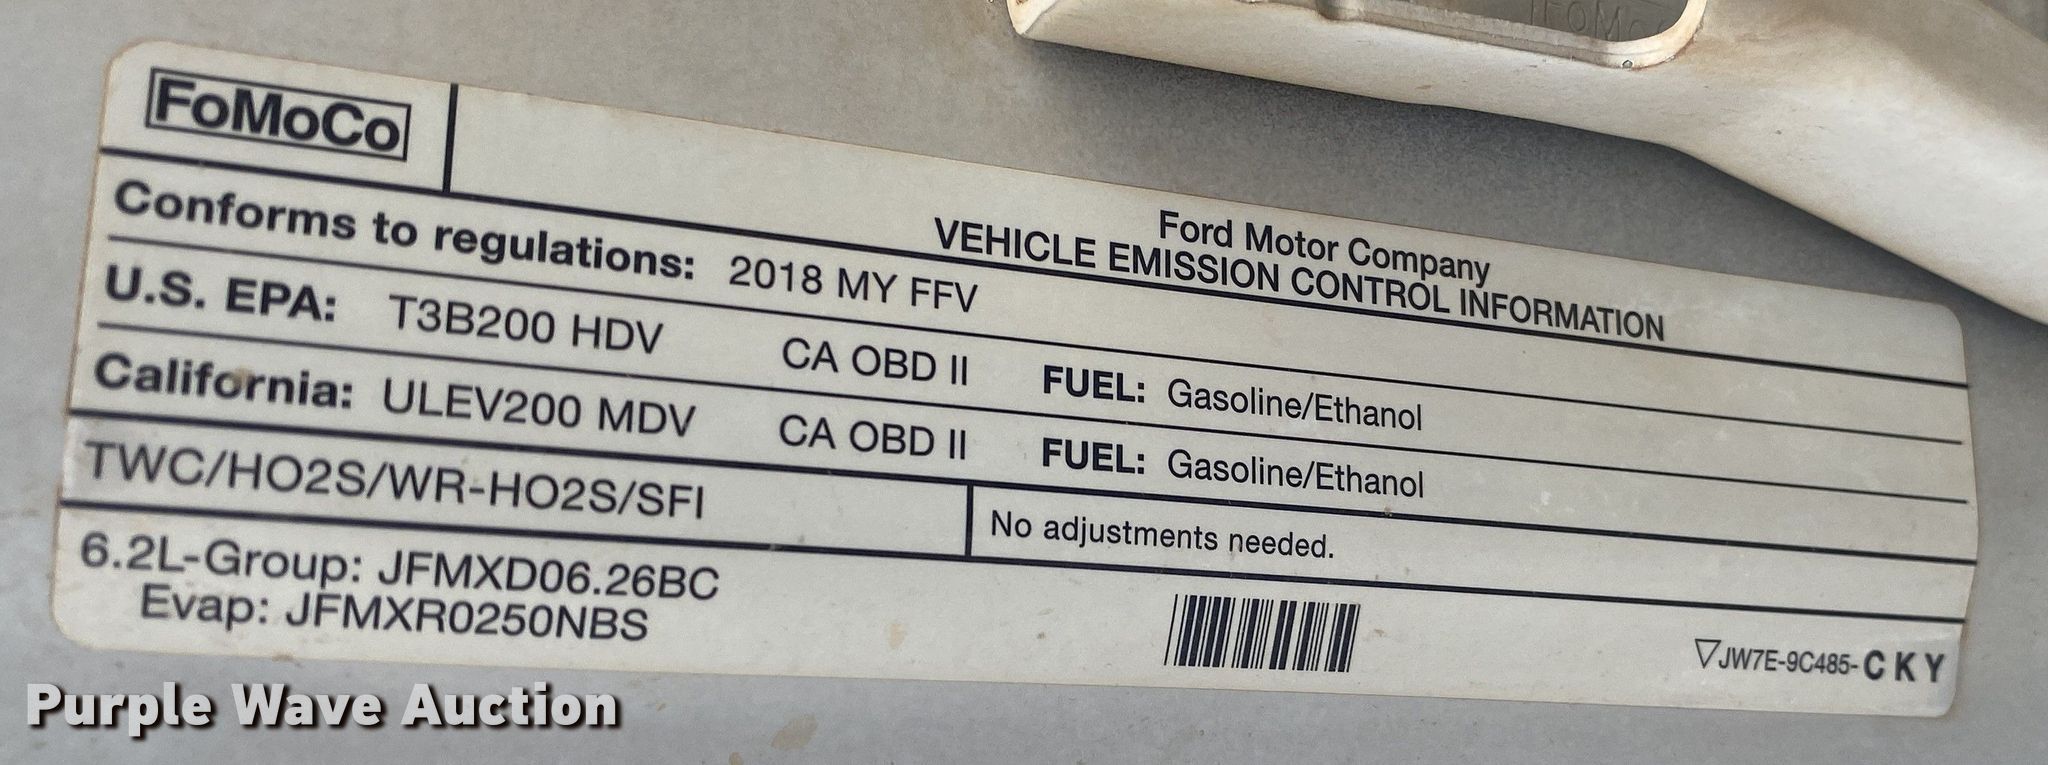 FoMoCo
Ford Motor Company
VEHICLE EMISSION CONTROL INFORMATION
Conforms to regulations: 2018 MY FFV
U.S. EPA: T3B200 HDV CA OBD II FUEL: Gasoline/Ethanol
California: ULEV200 MDV CA OBD II FUEL: Gasoline/Ethanol
TWC/HO2S/WR-HO2S/SFI
No adjustments needed.
6.2L-Group: JFMXD06.26BC
Evap: JFMXR0250NBS
▽JW7E-9C485-CKY
Purple Wave Auction